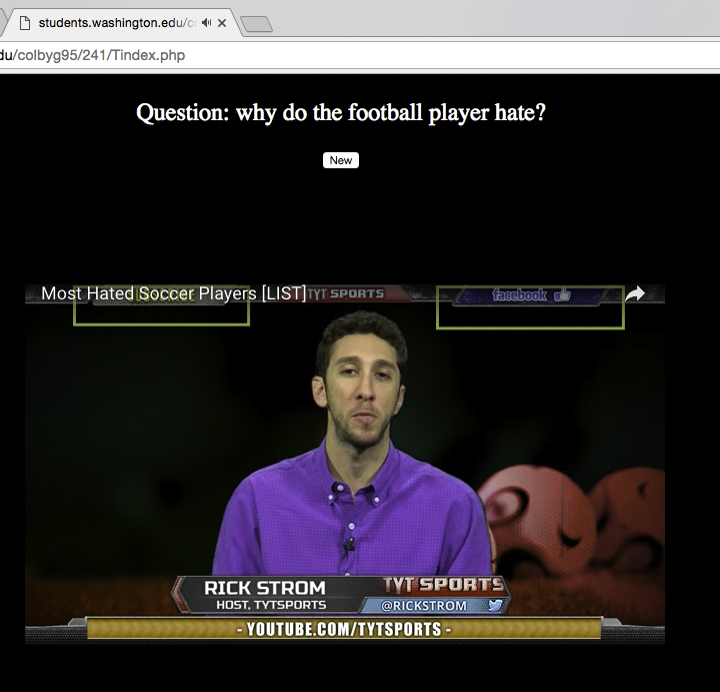 students.washington.edu/c
du/colbyg95/241/Tindex.php
Question: why do the football player hate?
New
Most Hated Soccer Players [LIST]
TYT SPORTS
facebook
RICK STROM
HOST, TYTSPORTS
TYT SPORTS
@RICKSTROM
- YOUTUBE.COM/TYTSPORTS -